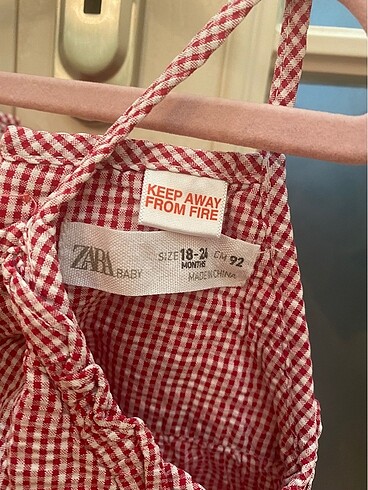 KEEP AWAY
FROM FIRE
ZARA BABY SIZE 18-24 MONTHS CM 92
MADE IN CHINA